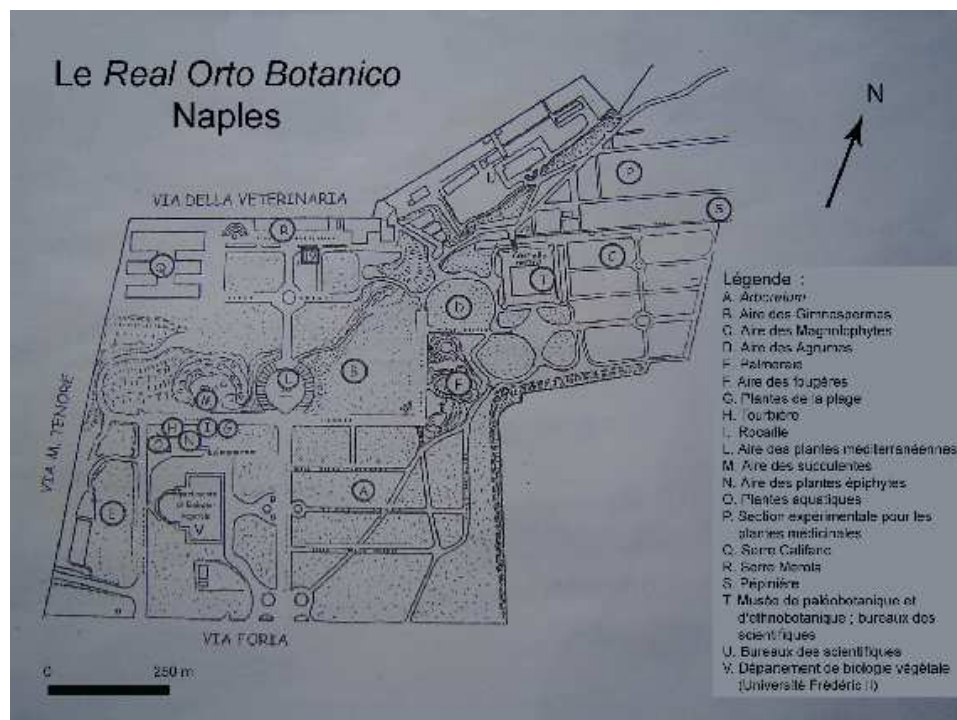 Le Real Orto Botanico
Naples
N
VIA DELLA VETERINARIA
VIA M. TENORE
VIA FORIA
0 250 m
Légende :
A. Arboretum
B. Aire des Gimnospermes
C. Aire des Magnolophytes
D. Aire des Agrumes
E. Palmeraie
F. Aire des fougères
G. Plantes de la plage
H. Tourbière
I. Rocaille
L. Aire des plantes méditerranéennes
M. Aire des succulentes
N. Aire des plantes épiphytes
O. Plantes aquatiques
P. Section expérimentale pour les
plantes médicinales
Q. Serre Califano
R. Serre Merola
S. Pépinière
T. Musée de paléobotanique et
d'ethnobotanique ; bureaux des
scientifiques
U. Bureaux des scientifiques
V. Département de biologie végétale
(Université Frédéric II)